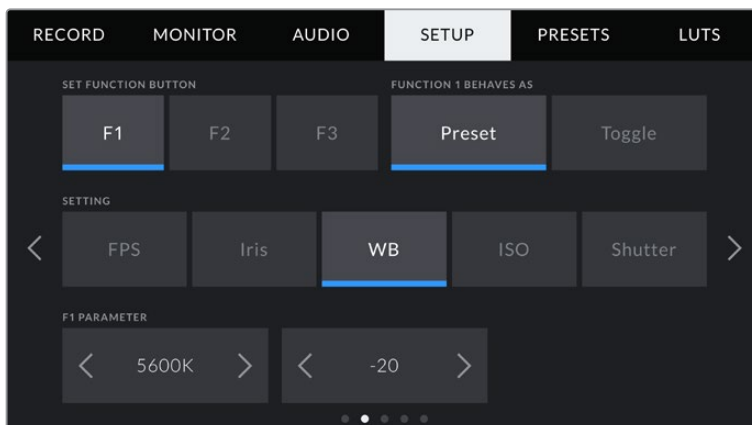 RECORD MONITOR AUDIO SETUP PRESETS LUTS
SET FUNCTION BUTTON FUNCTION 1 BEHAVES AS
F1 F2 F3 Preset Toggle
SETTING
FPS Iris WB ISO Shutter
F1 PARAMETER
5600K -20